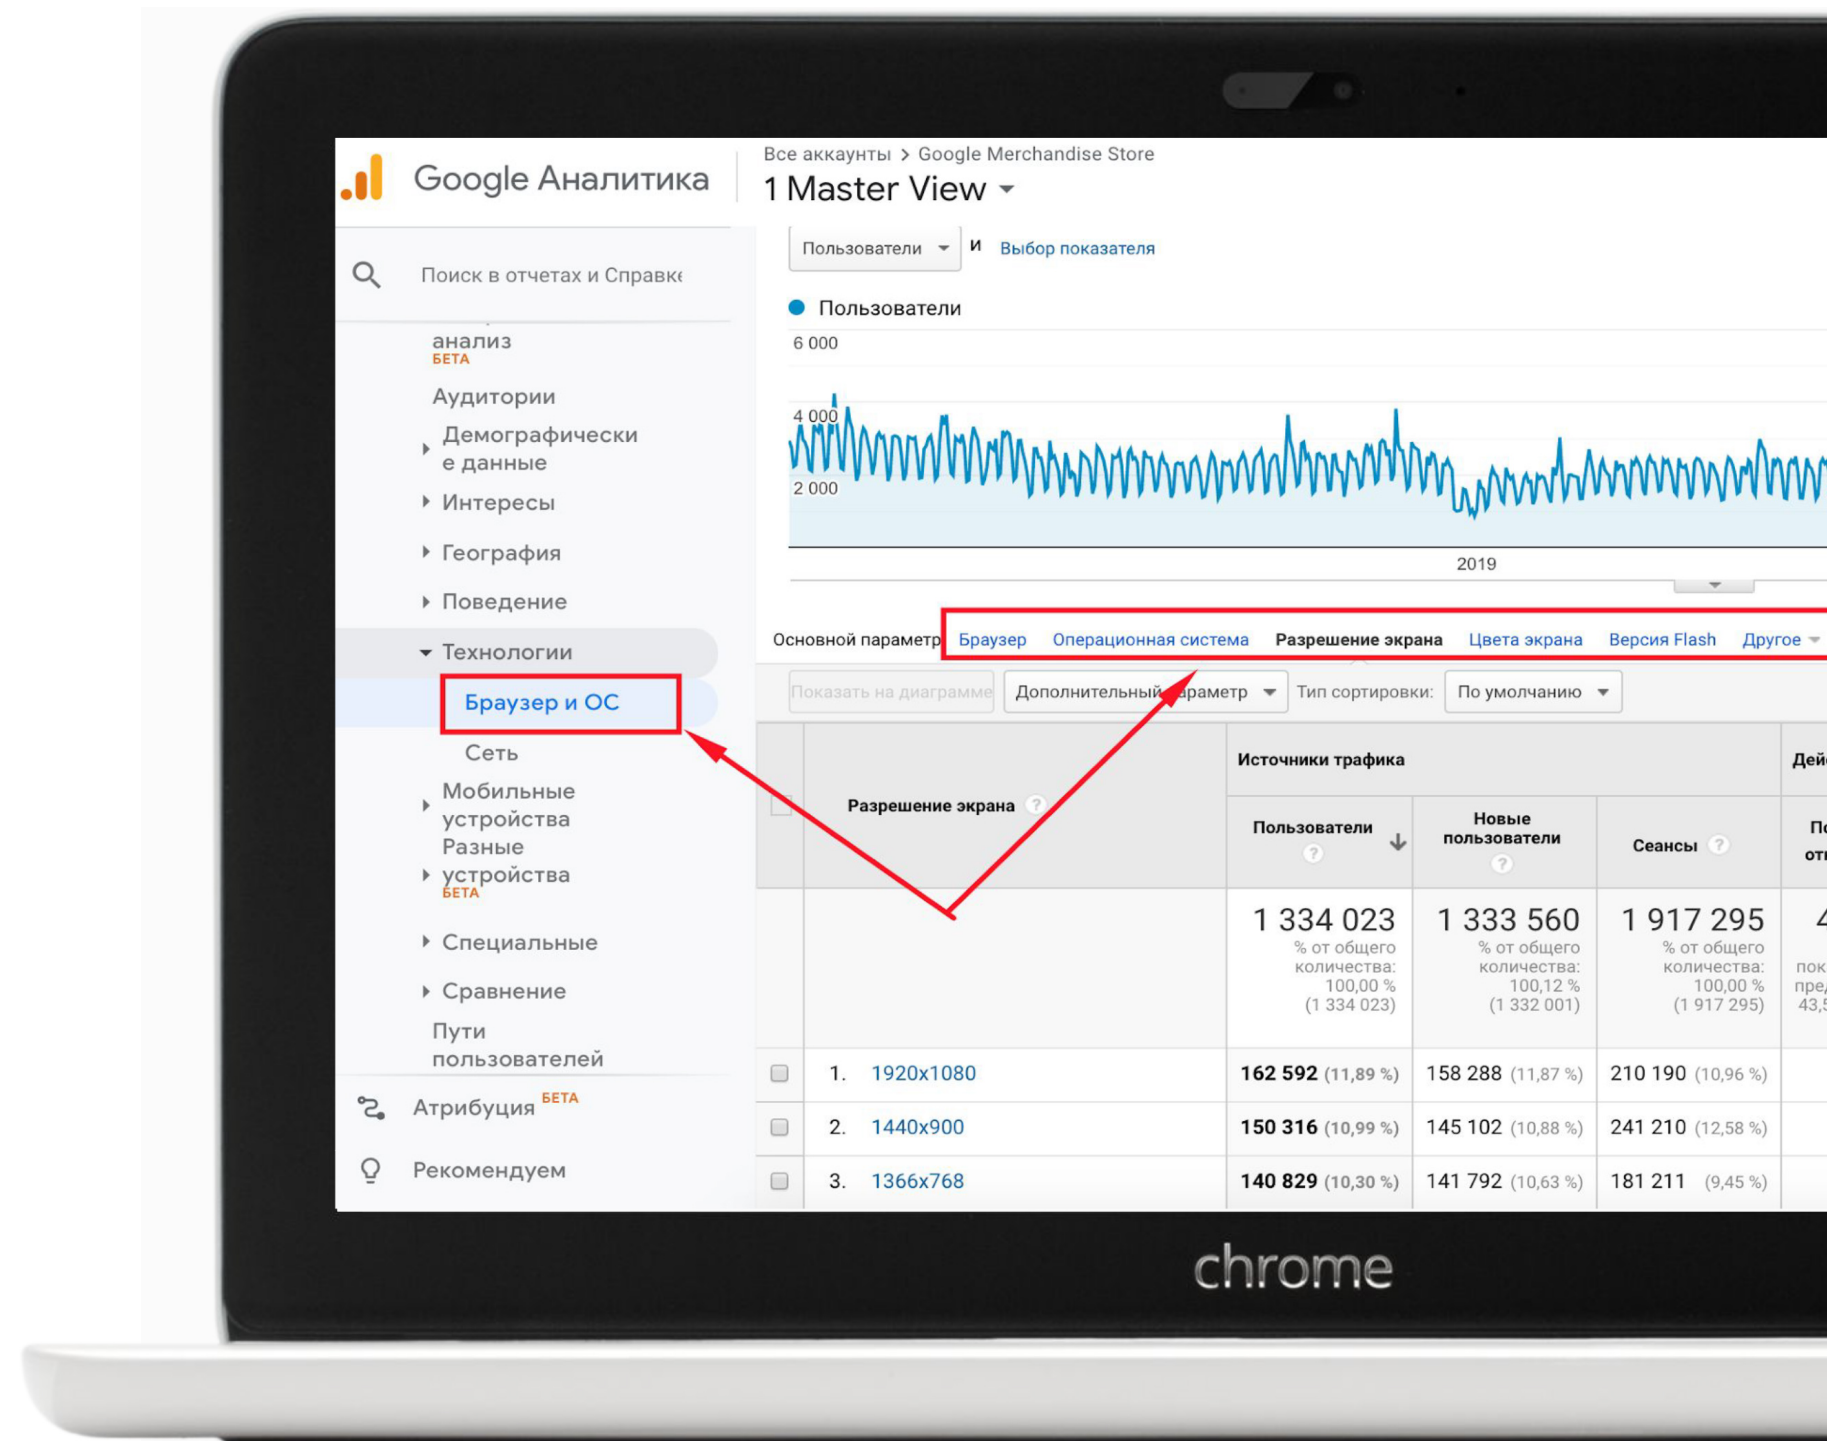 Google Аналитика
Все аккаунты > Google Merchandise Store
1 Master View
Поиск в отчетах и Справке
анализ
БЕТА
Аудитории
Демографически
е данные
Интересы
География
Поведение
Технологии
Браузер и ОС
Сеть
Мобильные
устройства
Разные
устройства
БЕТА
Специальные
Сравнение
Пути
пользователей
Атрибуция БЕТА
Рекомендуем
Пользователи и Выбор показателя
Пользователи
6 000
4 000
2 000
2019
Основной параметр Браузер Операционная система Разрешение экрана Цвета экрана Версия Flash Другое
Показать на диаграмме Дополнительный параметр Тип сортировки: По умолчанию
Источники трафика
Разрешение экрана ?
Пользователи ?
Новые
пользователи
?
Сеансы ?
1 334 023 1 333 560 1 917 295
% от общего
количества:
100,00 %
(1 334 023)
% от общего
количества:
100,12 %
(1 332 001)
% от общего
количества:
100,00 %
(1 917 295)
1. 1920x1080 162 592 (11,89 %) 158 288 (11,87 %) 210 190 (10,96 %)
2. 1440x900 150 316 (10,99 %) 145 102 (10,88 %) 241 210 (12,58 %)
3. 1366x768 140 829 (10,30 %) 141 792 (10,63 %) 181 211 (9,45 %)
chrome